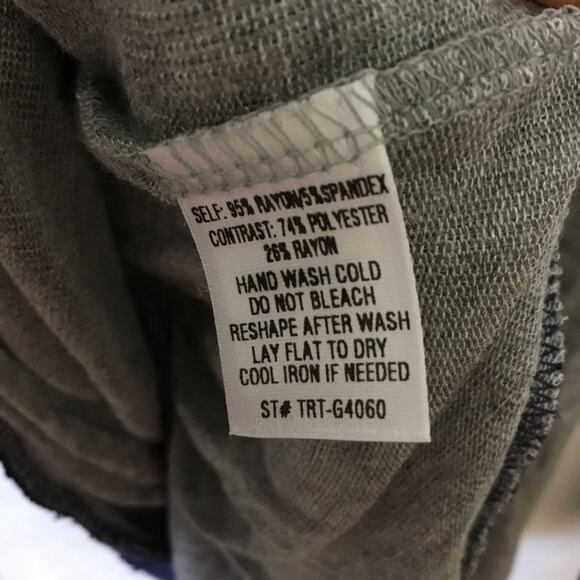 SELF: 95% RAYON/5%SPANDEX
CONTRAST: 74% POLYESTER
26% RAYON
HAND WASH COLD
DO NOT BLEACH
RESHAPE AFTER WASH
LAY FLAT TO DRY
COOL IRON IF NEEDED
ST# TRT-G4060